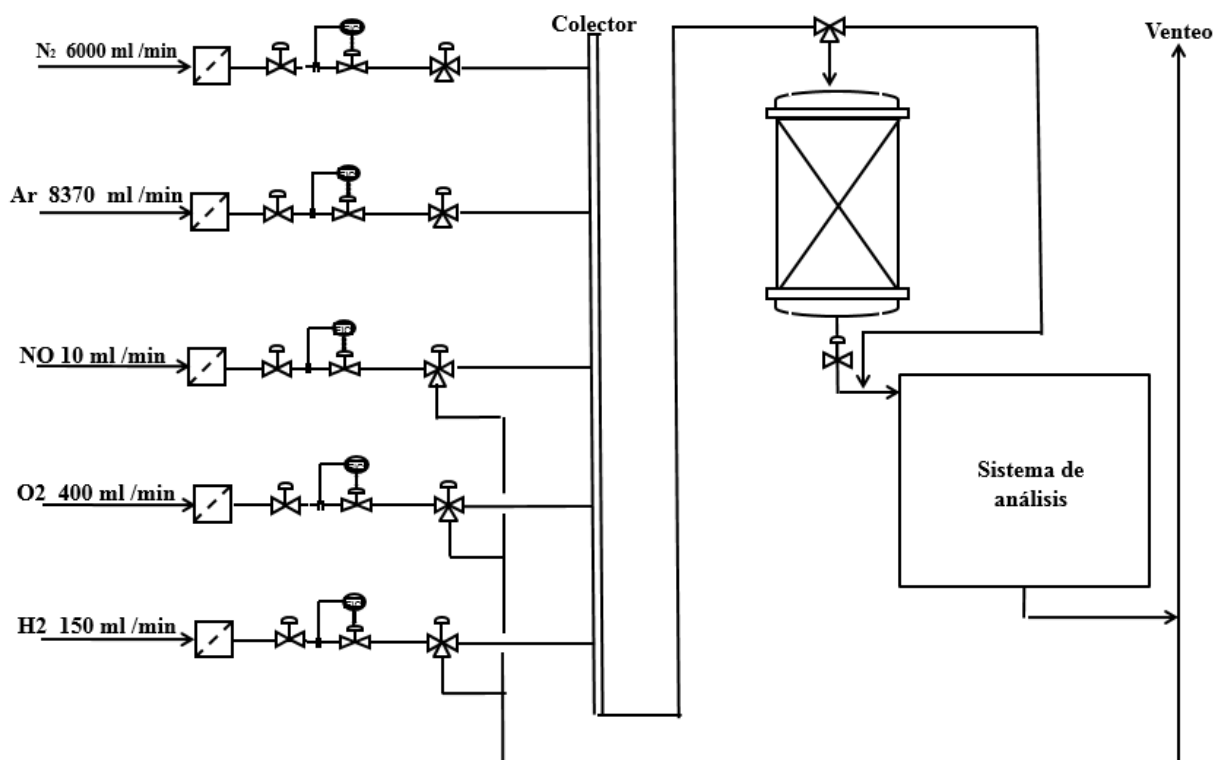 Colector
Venteo
N₂ 6000 ml /min
Ar 8370 ml /min
NO 10 ml /min
O2 400 ml /min
H2 150 ml /min
Sistema de
análisis